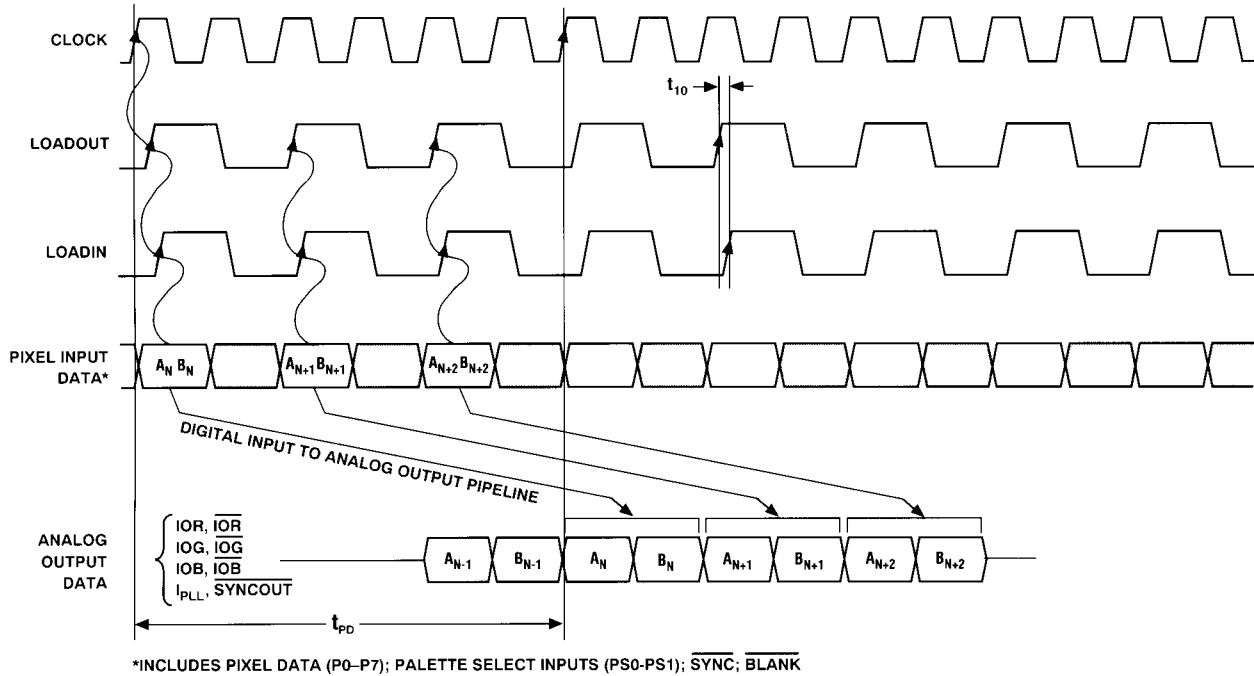 CLOCK
t10
LOADOUT
LOADIN
PIXEL INPUT
DATA*
AN BN
AN+1 BN+1
AN+2 BN+2
DIGITAL INPUT TO ANALOG OUTPUT PIPELINE
ANALOG
OUTPUT
DATA
IOR, IOR
IOG, IOG
IOB, IOB
IPLL, SYNCOUT
AN-1
BN-1
AN
BN
AN+1
BN+1
AN+2
BN+2
tPD
*INCLUDES PIXEL DATA (P0–P7); PALETTE SELECT INPUTS (PS0-PS1); SYNC; BLANK